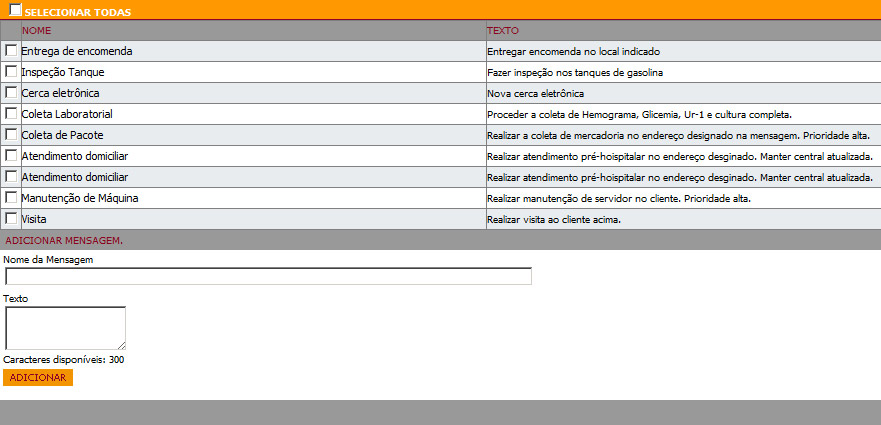 SELECIONAR TODAS
NOME TEXTO
Entrega de encomenda Entregar encomenda no local indicado
Inspeção Tanque Fazer inspeção nos tanques de gasolina
Cerca eletrônica Nova cerca eletrônica
Coleta Laboratorial Proceder a coleta de Hemograma, Glicemia, Ur-1 e cultura completa.
Coleta de Pacote Realizar a coleta de mercadoria no endereço designado na mensagem. Prioridade alta.
Atendimento domiciliar Realizar atendimento pré-hoispitalar no endereço desginado. Manter central atualizada.
Atendimento domiciliar Realizar atendimento pré-hoispitalar no endereço desginado. Manter central atualizada.
Manutenção de Máquina Realizar manutenção de servidor no cliente. Prioridade alta.
Visita Realizar visita ao cliente acima.
ADICIONAR MENSAGEM.
Nome da Mensagem
Texto
Caracteres disponíveis: 300
ADICIONAR